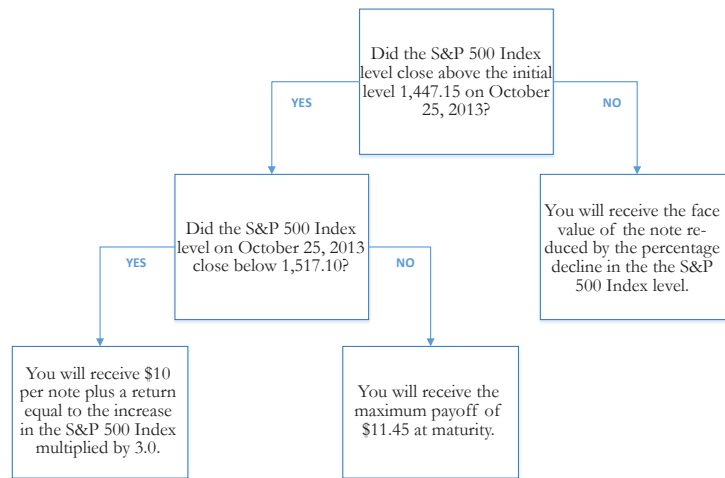 Did the S&P 500 Index
level close above the initial
level 1,447.15 on October
25, 2013?
YES
NO
Did the S&P 500 Index
level on October 25, 2013
close below 1,517.10?
You will receive the face
value of the note re-
duced by the percentage
decline in the the S&P
500 Index level.
YES
NO
You will receive $10
per note plus a return
equal to the increase
in the S&P 500 Index
multiplied by 3.0.
You will receive the
maximum payoff of
$11.45 at maturity.